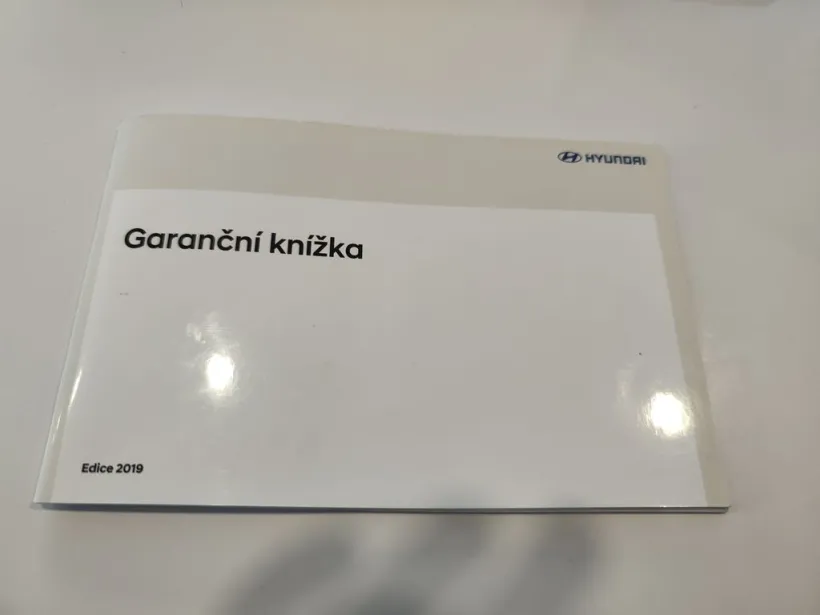 HYUNDAI
Garanční knížka
Edice 2019